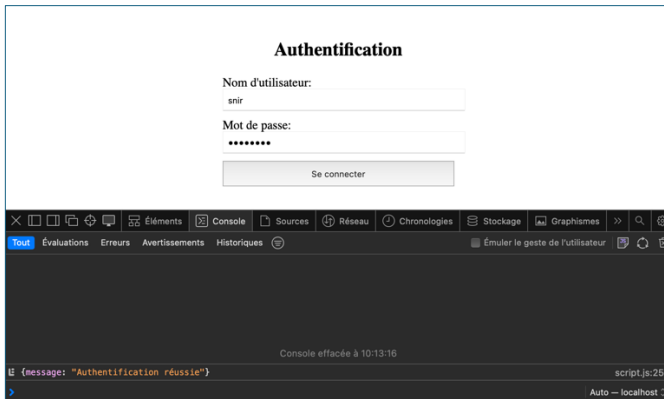 Authentification
Nom d'utilisateur:
snir
Mot de passe:
••••••••
Se connecter
Éléments Console Sources Réseau Chronologies Stockage Graphismes
Tout Évaluations Erreurs Avertissements Historiques Émuler le geste de l'utilisateur
Console effacée à 10:13:16
{message: "Authentification réussie"} script.js:25
Auto — localhost